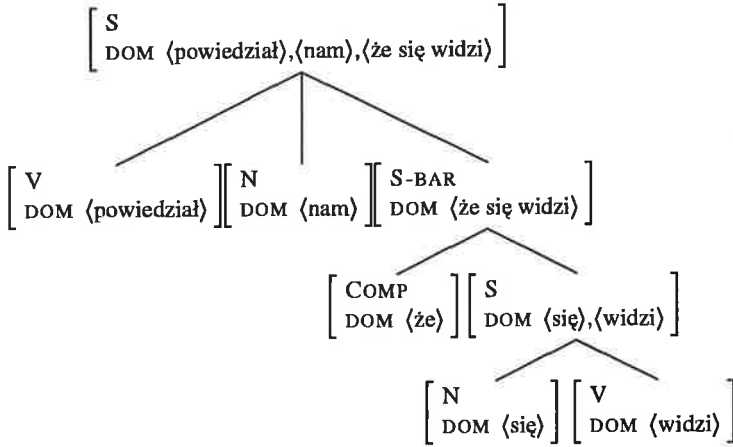 S
DOM ⟨powiedział⟩,⟨nam⟩,⟨że się widzi⟩
V N S-BAR
DOM ⟨powiedział⟩ DOM ⟨nam⟩ DOM ⟨że się widzi⟩
COMP S
DOM ⟨że⟩ DOM ⟨się⟩,⟨widzi⟩
N V
DOM ⟨się⟩ DOM ⟨widzi⟩